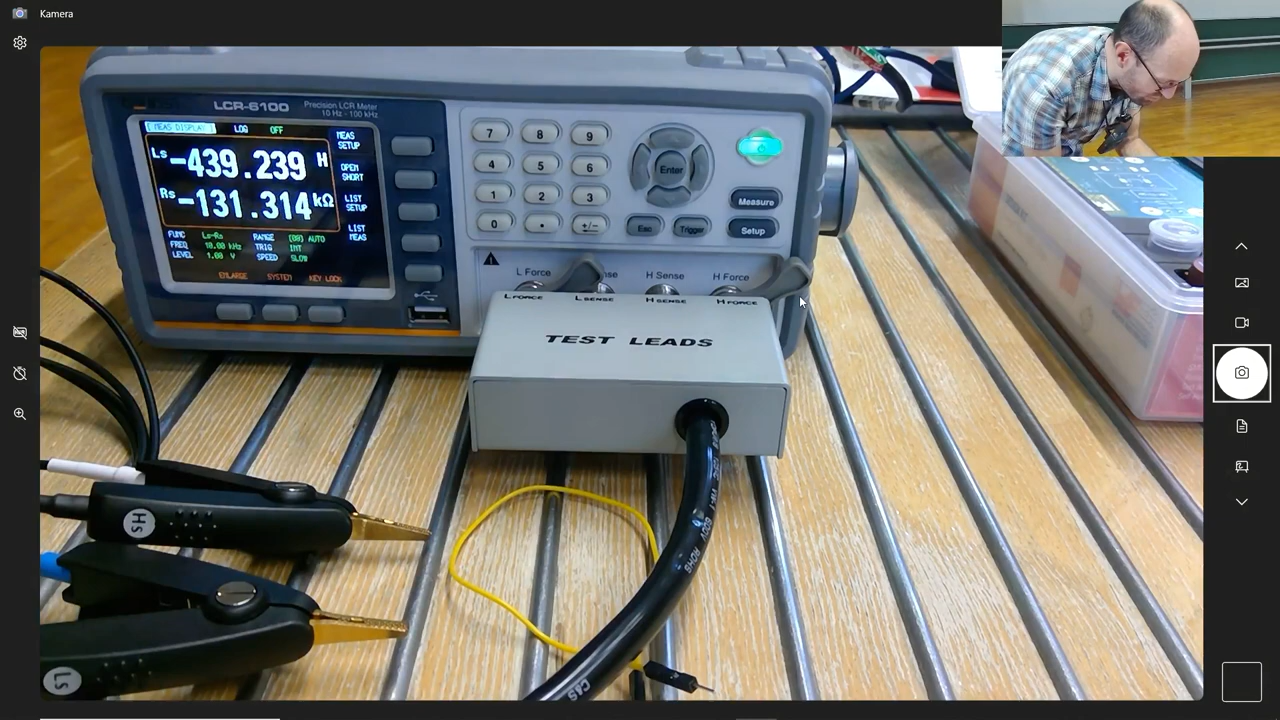 Kamera
LCR-6100
Precision LCR Meter
10 Hz - 100 kHz
[ MEAS DISPLAY ]
LOG
OFF
Ls -439.239 H
Rs -131.314 kΩ
MEAS
SETUP
OPEN
SHORT
LIST
SETUP
LIST
MEAS
FUNC Ls-Rs RANGE [08] AUTO
FREQ 10.00 kHz TRIG INT
LEVEL 1.00 V SPEED SLOW
ENLARGE SYSTEM KEY LOCK
7 8 9
4 5 6
1 2 3
0 • +/−
Enter
Measure
Esc Trigger Setup
L Force H Sense H Force
L FORCE L SENSE H SENSE H FORCE
TEST LEADS
Hs
Ls
600V ROHS